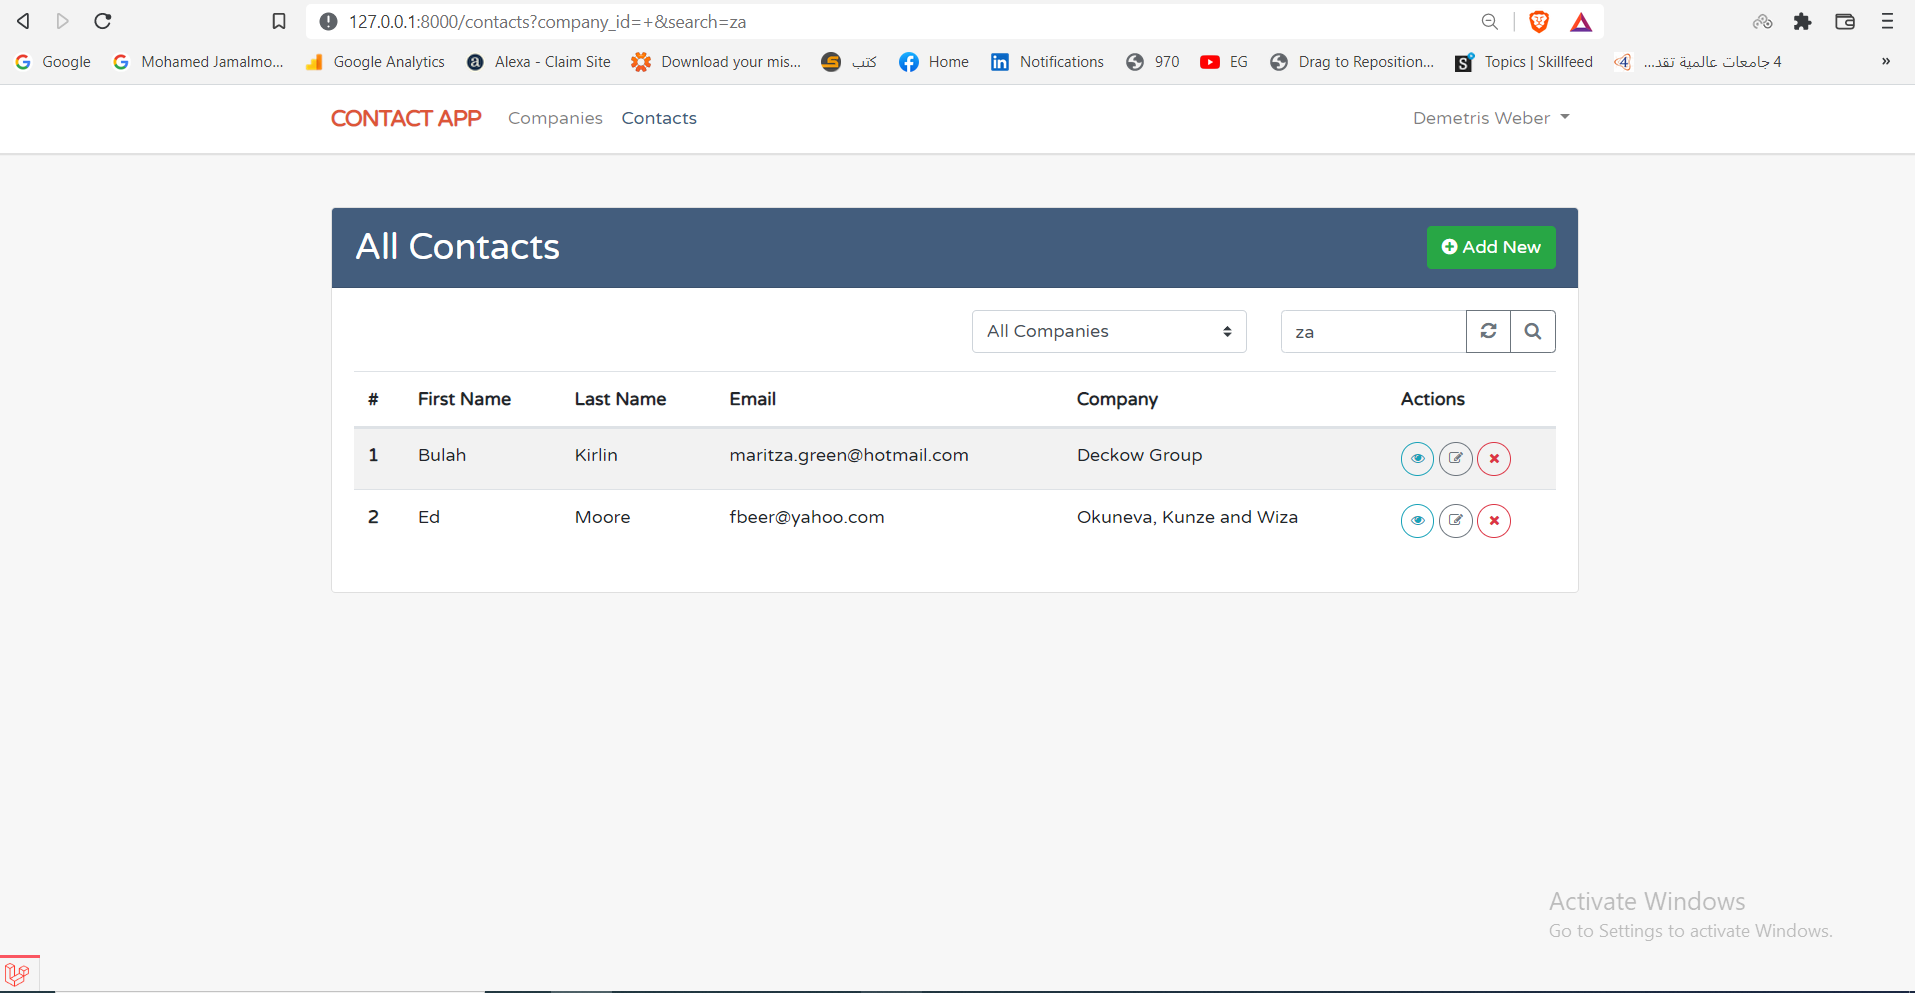 127.0.0.1:8000/contacts?company_id=+&search=za
Google Mohamed Jamalmo... Google Analytics Alexa - Claim Site Download your mis... كتب Home Notifications 970 EG Drag to Reposition... Topics | Skillfeed 4 جامعات عالمية تقد... »
CONTACT APP Companies Contacts Demetris Weber
All Contacts Add New
All Companies za
# First Name Last Name Email Company Actions
1 Bulah Kirlin maritza.green@hotmail.com Deckow Group
2 Ed Moore fbeer@yahoo.com Okuneva, Kunze and Wiza
Activate Windows
Go to Settings to activate Windows.